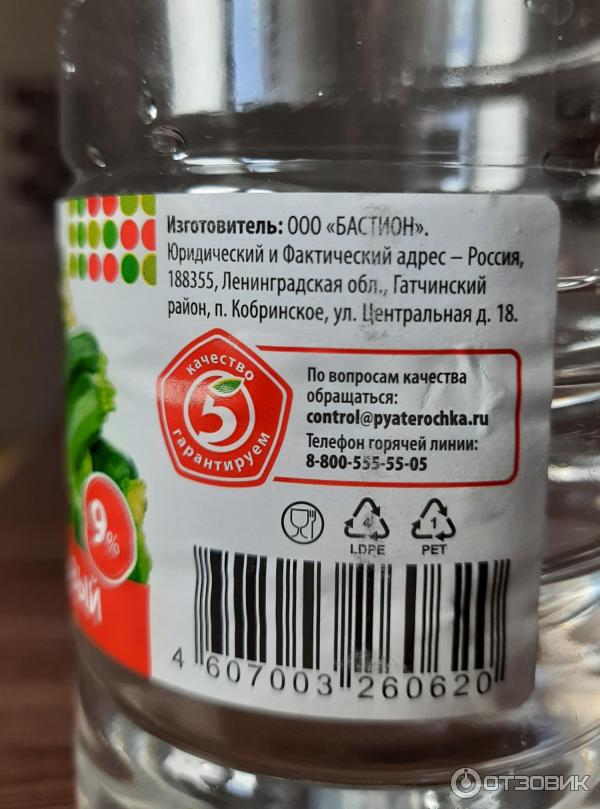 Изготовитель: ООО «БАСТИОН».
Юридический и Фактический адрес – Россия,
188355, Ленинградская обл., Гатчинский
район, п. Кобринское, ул. Центральная д. 18.
качество
5
гарантируем
По вопросам качества
обращаться:
control@pyaterochka.ru
Телефон горячей линии:
8-800-555-55-05
9%
4
LDPE
1
PET
4 607003 260620
ОТЗОВИК